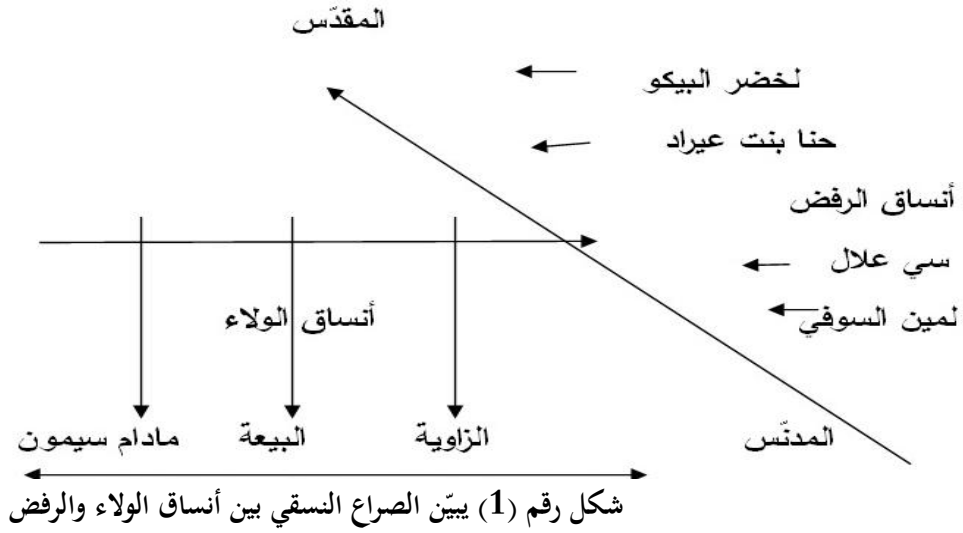 المقدّس
لخضر البيكو
حنا بنت عيراد
أنساق الرفض
سي علال
أنساق الولاء
لمين السوفي
المدنّس
الزاوية
البيعة
مادام سيمون
شكل رقم (1) يبيّن الصراع النسقي بين أنساق الولاء والرفض